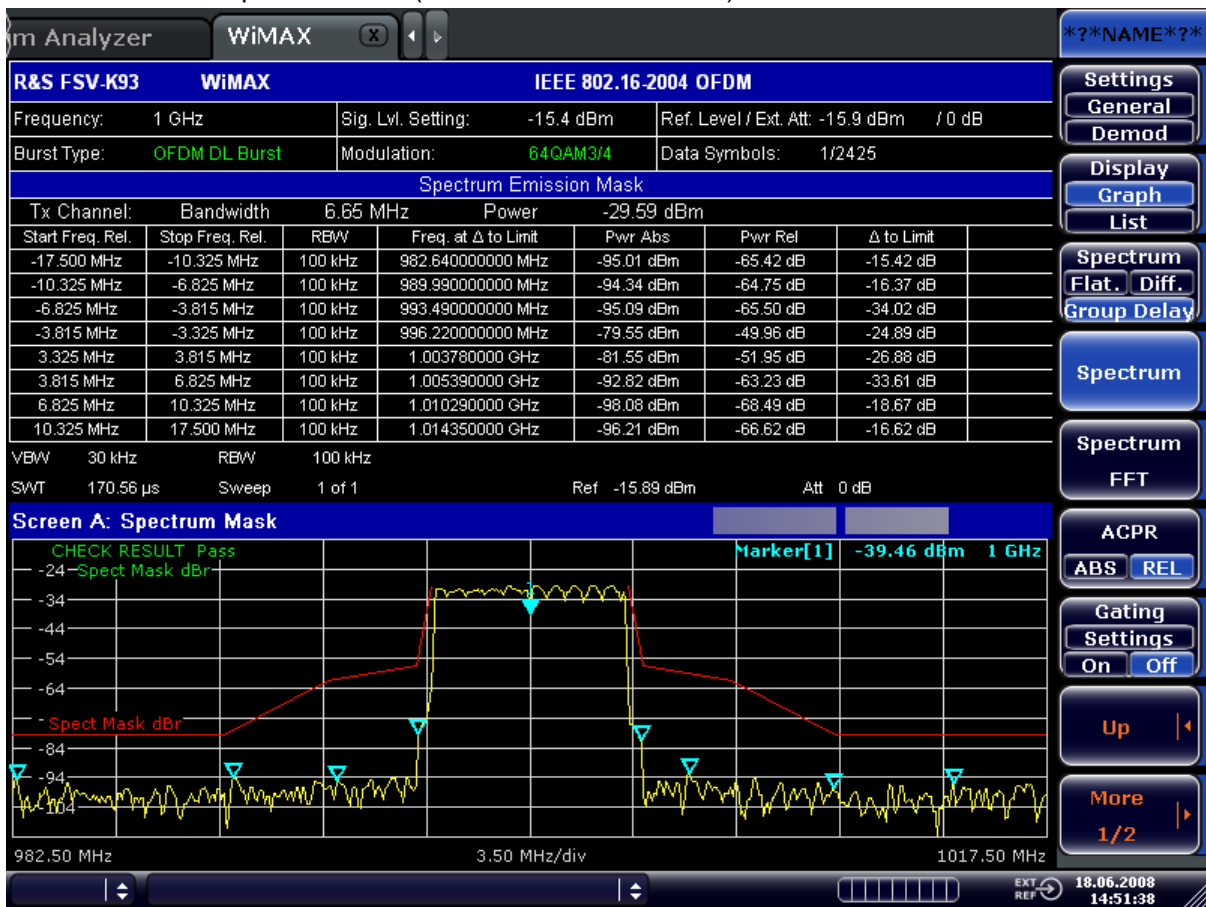 m Analyzer WiMAX X
*?*NAME*?*
R&S FSV-K93 WiMAX IEEE 802.16-2004 OFDM
Frequency: 1 GHz Sig. Lvl. Setting: -15.4 dBm Ref. Level / Ext. Att: -15.9 dBm / 0 dB
Burst Type: OFDM DL Burst Modulation: 64QAM3/4 Data Symbols: 1/2425
Spectrum Emission Mask
Tx Channel: Bandwidth 6.65 MHz Power -29.59 dBm
Start Freq. Rel. Stop Freq. Rel. RBW Freq. at Δ to Limit Pwr Abs Pwr Rel Δ to Limit
-17.500 MHz -10.325 MHz 100 kHz 982.640000000 MHz -95.01 dBm -65.42 dB -15.42 dB
-10.325 MHz -6.825 MHz 100 kHz 989.990000000 MHz -94.34 dBm -64.75 dB -16.37 dB
-6.825 MHz -3.815 MHz 100 kHz 993.490000000 MHz -95.09 dBm -65.50 dB -34.02 dB
-3.815 MHz -3.325 MHz 100 kHz 996.220000000 MHz -79.55 dBm -49.96 dB -24.89 dB
3.325 MHz 3.815 MHz 100 kHz 1.003780000 GHz -81.55 dBm -51.95 dB -26.88 dB
3.815 MHz 6.825 MHz 100 kHz 1.005390000 GHz -92.82 dBm -63.23 dB -33.61 dB
6.825 MHz 10.325 MHz 100 kHz 1.010290000 GHz -98.08 dBm -68.49 dB -18.67 dB
10.325 MHz 17.500 MHz 100 kHz 1.014350000 GHz -96.21 dBm -66.62 dB -16.62 dB
VBW 30 kHz RBW 100 kHz
SWT 170.56 µs Sweep 1 of 1 Ref -15.89 dBm Att 0 dB
Screen A: Spectrum Mask
CHECK RESULT Pass
Marker[1] -39.46 dBm 1 GHz
-24 Spect Mask dBr
-34
-44
-54
-64
Spect Mask dBr
-84
-94
-104
1
982.50 MHz 3.50 MHz/div 1017.50 MHz
Settings
General
Demod
Display
Graph
List
Spectrum
Flat. Diff.
Group Delay
Spectrum
Spectrum
FFT
ACPR
ABS REL
Gating
Settings
On Off
Up
More
1/2
EXT REF
18.06.2008
14:51:38